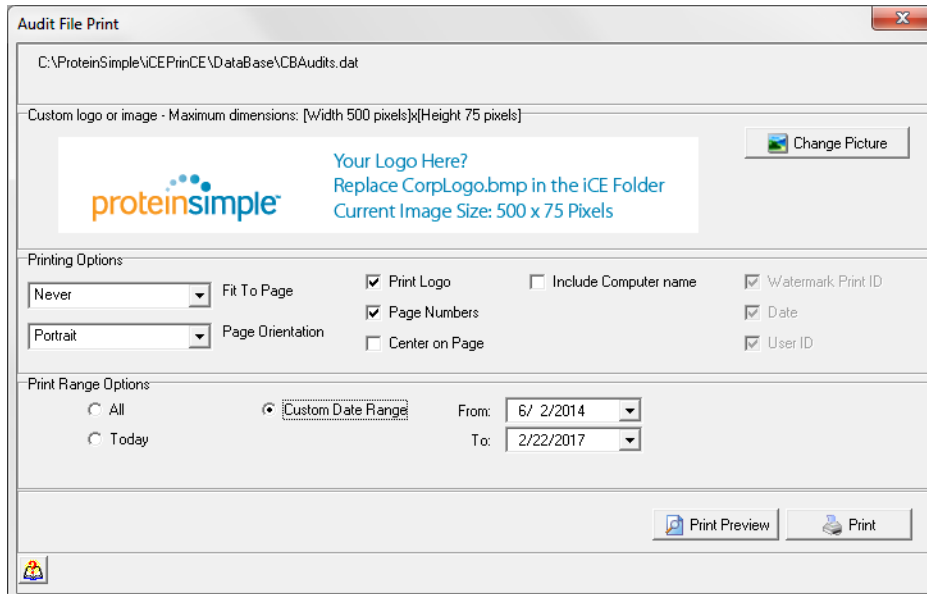 Audit File Print
C:\ProteinSimple\iCEPrinCE\DataBase\CBAudits.dat
Custom logo or image - Maximum dimensions: [Width 500 pixels]x[Height 75 pixels]
Change Picture
proteinsimple™
Your Logo Here?
Replace CorpLogo.bmp in the iCE Folder
Current Image Size: 500 x 75 Pixels
Printing Options
Never Fit To Page
Print Logo
Include Computer name
Watermark Print ID
Page Numbers
Date
Portrait Page Orientation
Center on Page
User ID
Print Range Options
All
Custom Date Range
From: 6/ 2/2014
Today
To: 2/22/2017
Print Preview
Print